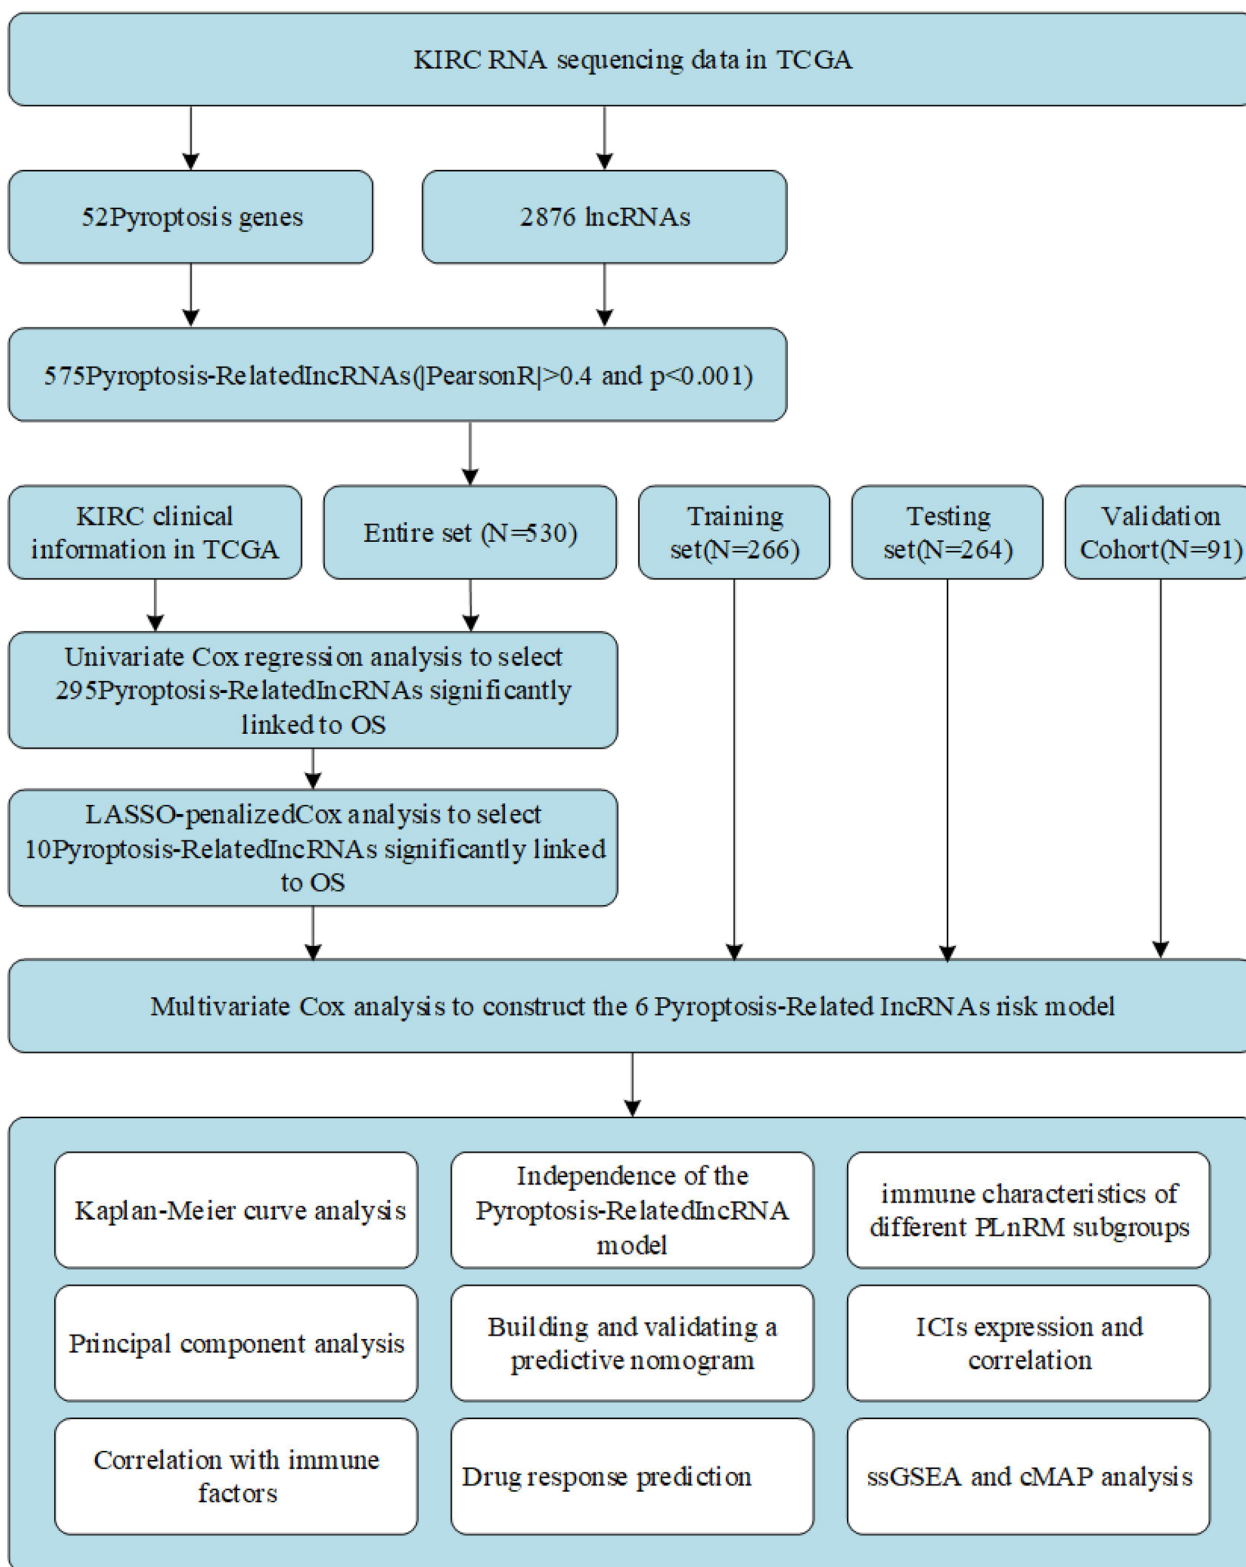 KIRC RNA sequencing data in TCGA
52Pyroptosis genes
2876 lncRNAs
575Pyroptosis-RelatedlncRNAs(|PearsonR|>0.4 and p<0.001)
KIRC clinical
information in TCGA
Entire set (N=530)
Training
set(N=266)
Testing
set(N=264)
Validation
Cohort(N=91)
Univariate Cox regression analysis to select
295Pyroptosis-RelatedlncRNAs significantly
linked to OS
LASSO-penalizedCox analysis to select
10Pyroptosis-RelatedlncRNAs significantly linked
to OS
Multivariate Cox analysis to construct the 6 Pyroptosis-Related lncRNAs risk model
Kaplan-Meier curve analysis
Independence of the
Pyroptosis-RelatedlncRNA
model
immune characteristics of
different PLnRM subgroups
Principal component analysis
Building and validating a
predictive nomogram
ICIs expression and
correlation
Correlation with immune
factors
Drug response prediction
ssGSEA and cMAP analysis